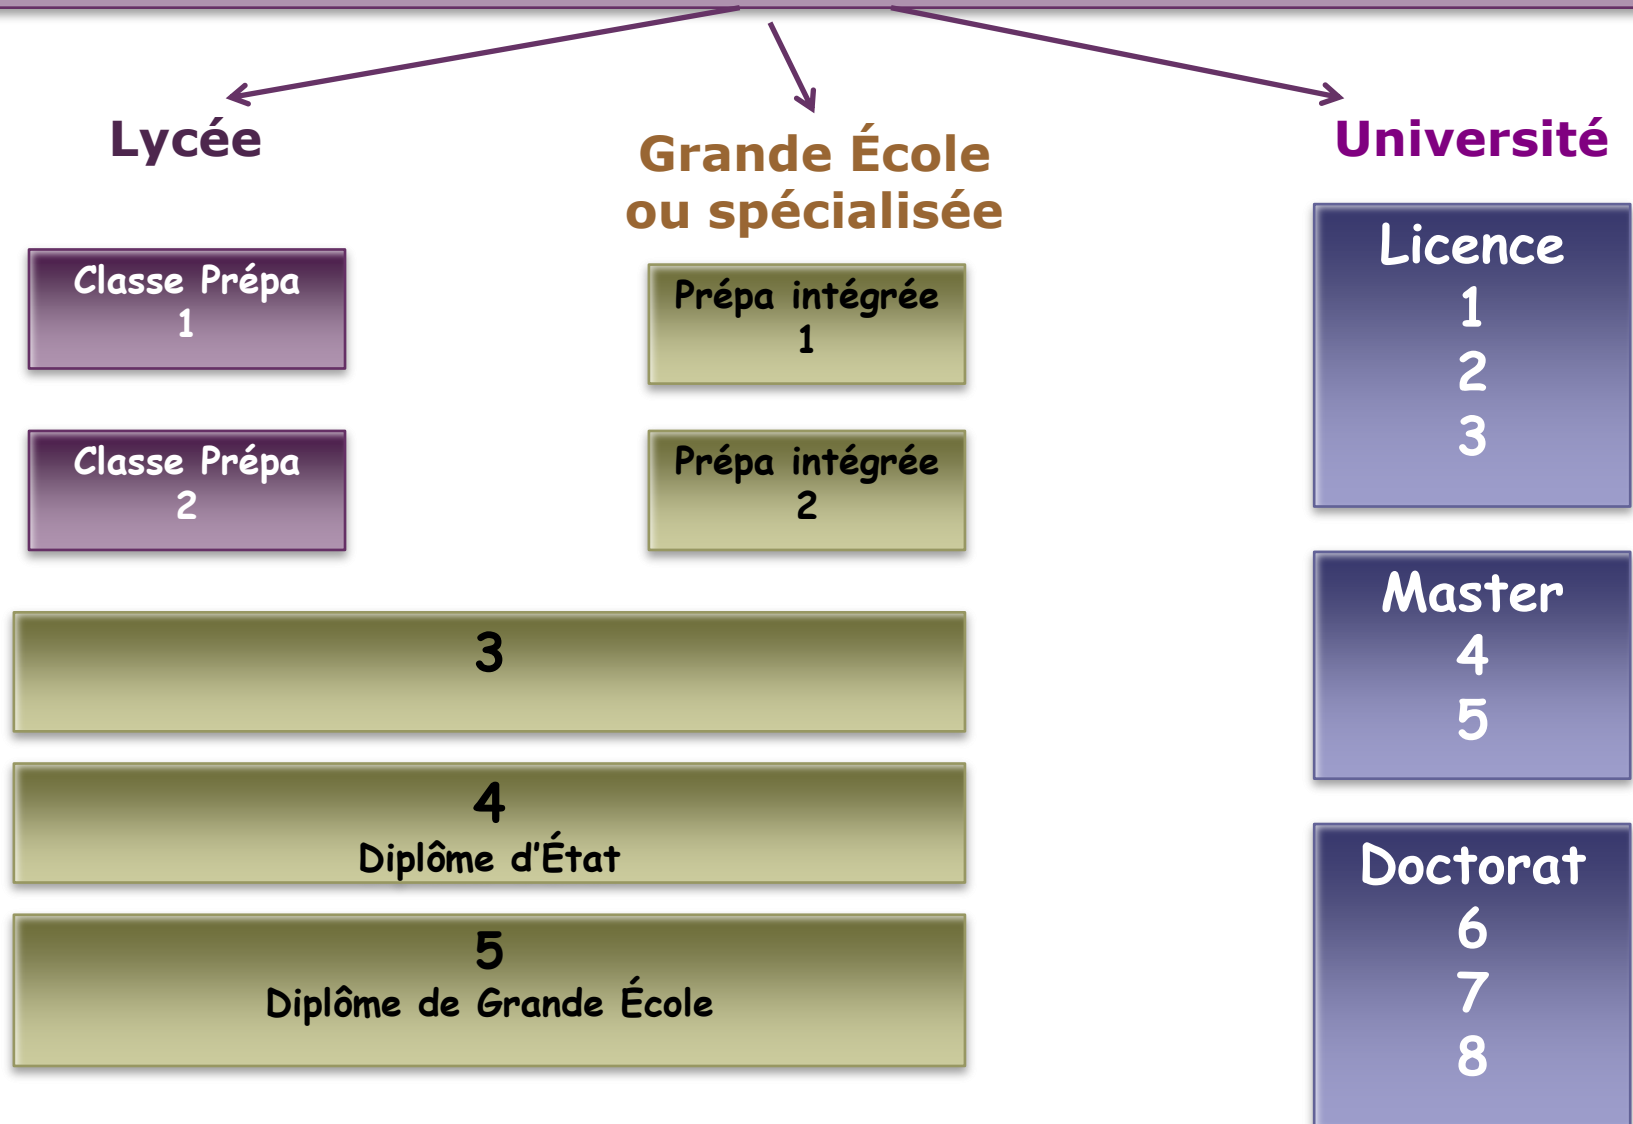 Lycée
Classe Prépa
1
Classe Prépa
2
Grande École
ou spécialisée
Prépa intégrée
1
Prépa intégrée
2
3
4
Diplôme d’État
5
Diplôme de Grande École
Université
Licence
1
2
3
Master
4
5
Doctorat
6
7
8